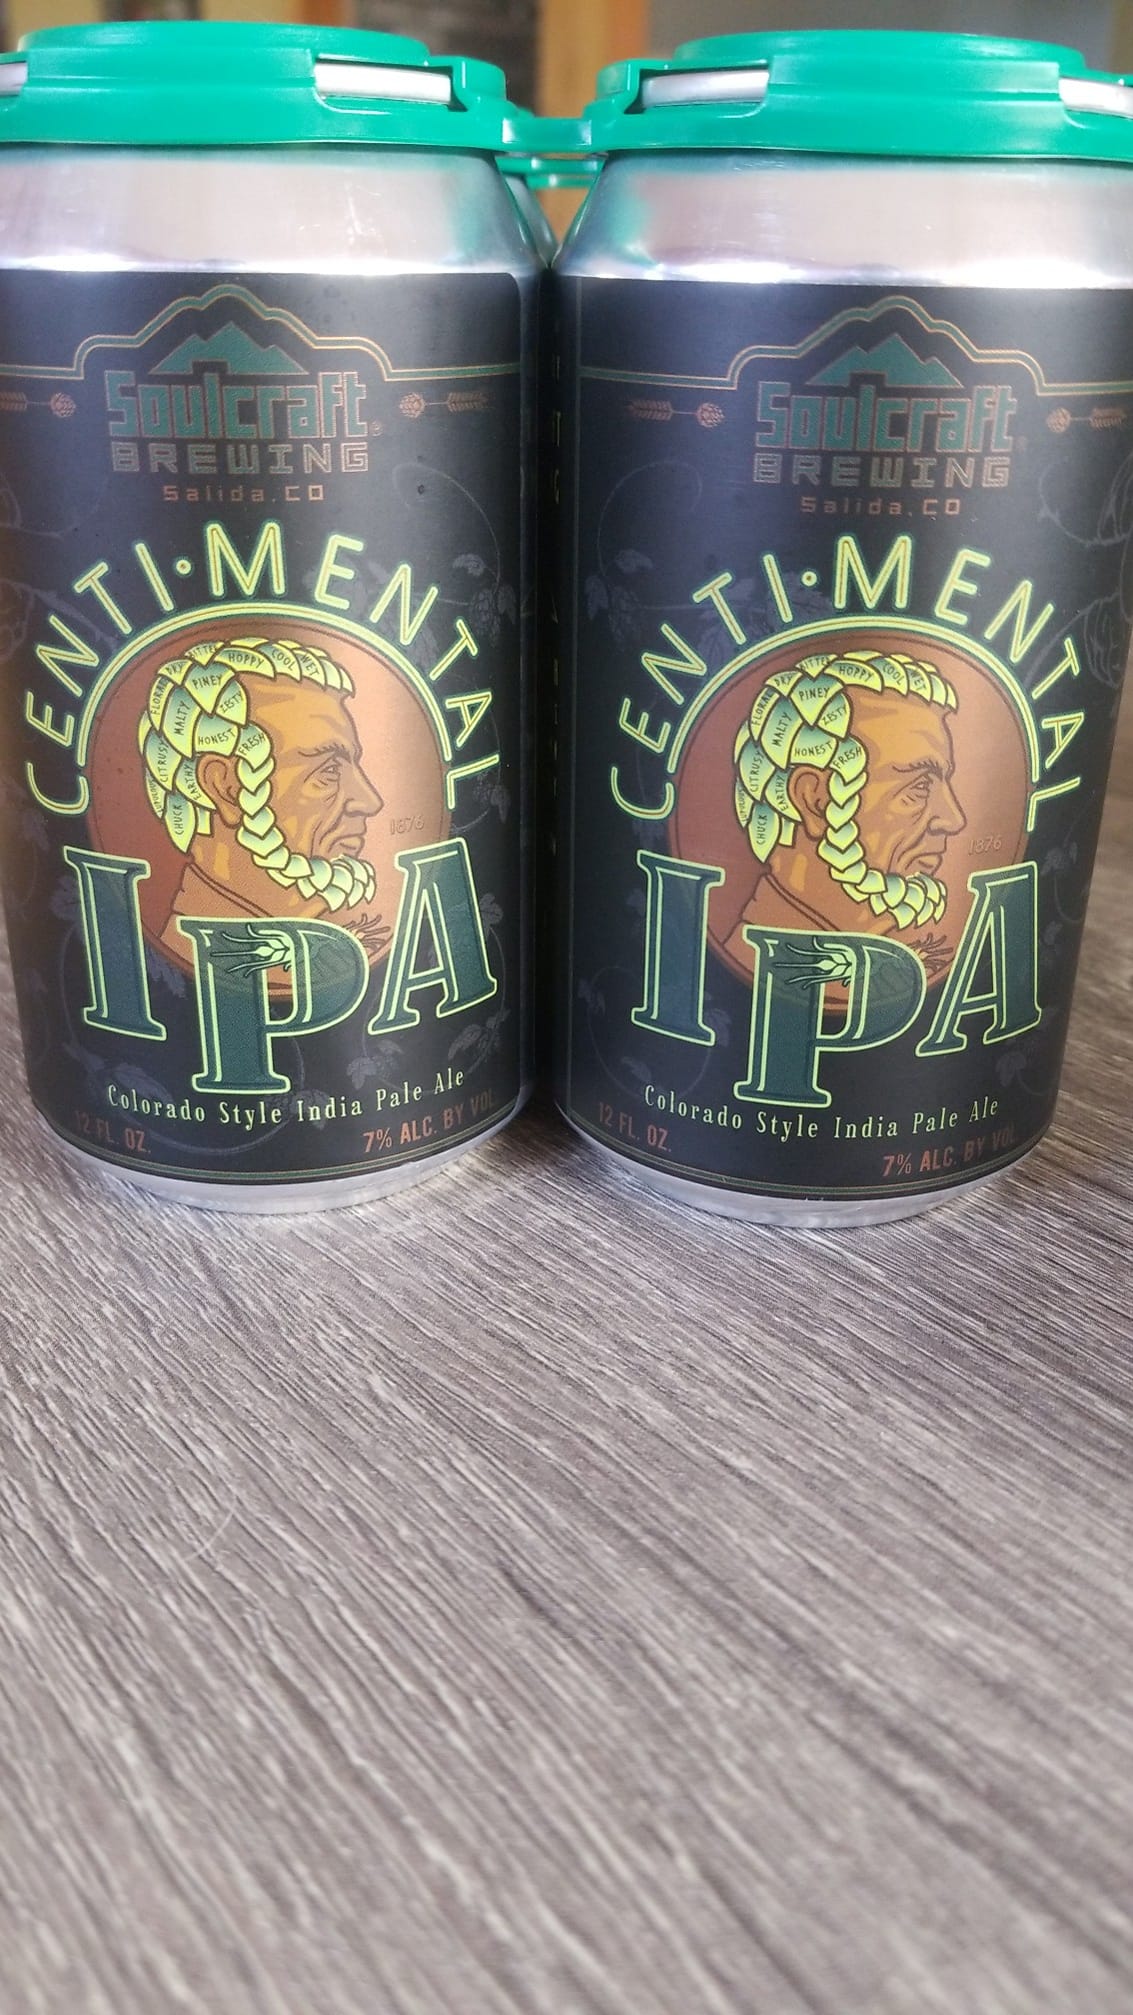 Soulcraft
BREWING
Salida, CO
CENTI•MENTAL
DRY BITTER HOPPY COOL WET
FLORAL PINEY ZESTY
MALTY HONEST FRESH
CITRUSY EARTHY
CHUCK
1876
IPA
Colorado Style India Pale Ale
12 FL. OZ.
7% ALC. BY VOL.
Soulcraft
BREWING
Salida, CO
CENTI•MENTAL
DRY BITTER HOPPY COOL WET
FLORAL PINEY ZESTY
MALTY HONEST FRESH
CITRUSY EARTHY
CHUCK
1876
IPA
Colorado Style India Pale Ale
12 FL. OZ.
7% ALC. BY VOL.